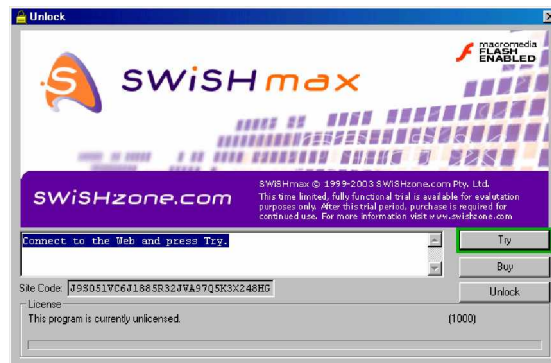 Unlock
macromedia
FLASH
ENABLED
SWiSH max
SWiSHzone.com
SWiSHmax © 1999-2003 SWiSHzone.com Pty. Ltd.
This time limited, fully functional trial is available for evalutation
purposes only. After this trial period, purchase is required for
continued use. For more information visit www.swishzone.com
Connect to the Web and press Try.
Try
Buy
Site Code: J9S051VC6J1885R32JVA97Q5K3X248HG
Unlock
License
This program is currently unlicensed. (1000)